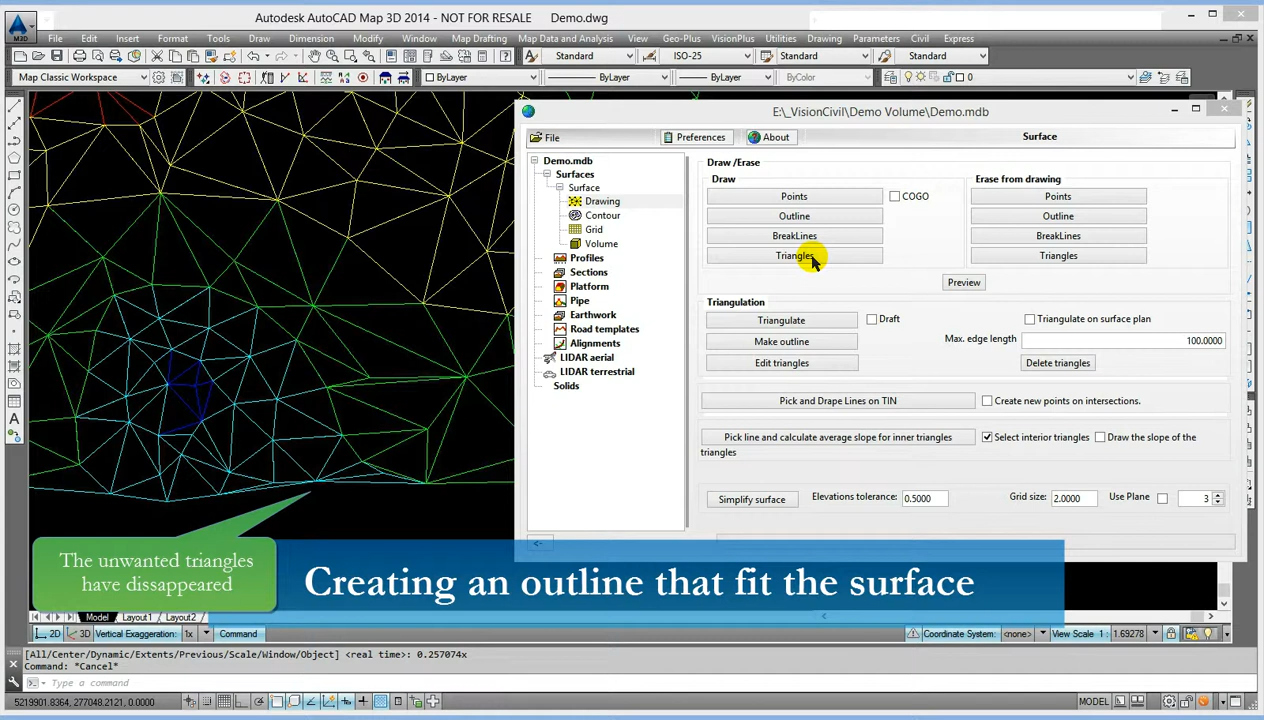 Autodesk AutoCAD Map 3D 2014 - NOT FOR RESALE Demo.dwg
File Edit Insert Format Tools Draw Dimension Modify Window Map Drafting Map Data and Analysis View Geo-Plus VisionPlus Utilities Drawing Parameters Civil Express
Standard ISO-25 Standard Standard
Map Classic Workspace ByLayer ByLayer ByLayer ByColor 0
E:\_VisionCivil\Demo Volume\Demo.mdb
File Preferences About Surface
Demo.mdb
Surfaces
Surface
Drawing
Contour
Grid
Volume
Profiles
Sections
Platform
Pipe
Earthwork
Road templates
Alignments
LIDAR aerial
LIDAR terrestrial
Solids
<-
Draw /Erase
Draw Erase from drawing
Points COGO Points
Outline Outline
BreakLines BreakLines
Triangles Triangles
Preview
Triangulation
Triangulate Draft Triangulate on surface plan
Make outline Max. edge length 100.0000
Edit triangles Delete triangles
Pick and Drape Lines on TIN Create new points on intersections.
Pick line and calculate average slope for inner triangles Select interior triangles Draw the slope of the
triangles
Simplify surface Elevations tolerance: 0.5000 Grid size: 2.0000 Use Plane 3
The unwanted triangles
have dissappeared
Creating an outline that fit the surface
Model Layout1 Layout2
2D 3D Vertical Exaggeration: 1x Command Coordinate System: <none> View Scale 1 : 1.69278
[All/Center/Dynamic/Extents/Previous/Scale/Window/Object] <real time>: 0.257074x
Command: *Cancel*
Type a command
5219901.8364, 277048.2121, 0.0000 MODEL